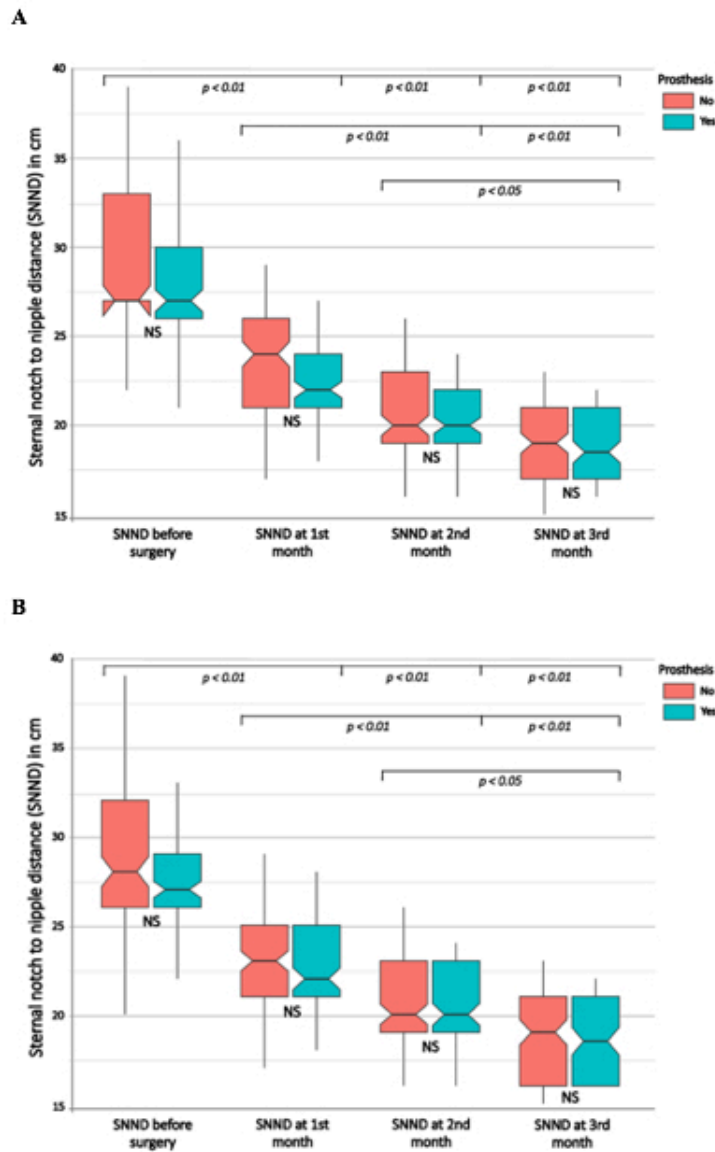 A
40
p < 0.01 p < 0.01 p < 0.01
Prosthesis
No
Yes
p < 0.01 p < 0.01
35
p < 0.05
30
NS
25
NS
20
NS
NS
15
Sternal notch to nipple distance (SNND) in cm
SNND before surgery
SNND at 1st month
SNND at 2nd month
SNND at 3rd month
B
40
p < 0.01 p < 0.01 p < 0.01
Prosthesis
No
Yes
p < 0.01 p < 0.01
35
p < 0.05
30
NS
25
NS
20
NS
NS
15
Sternal notch to nipple distance (SNND) in cm
SNND before surgery
SNND at 1st month
SNND at 2nd month
SNND at 3rd month